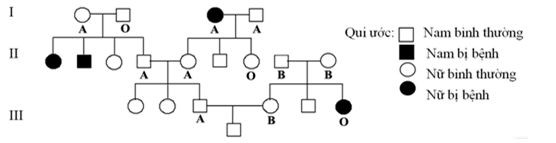 I
A O A A
Qui ước: Nam bình thường
II
A A O B B
Nam bị bệnh
Nữ bình thường
Nữ bị bệnh
III
A B O